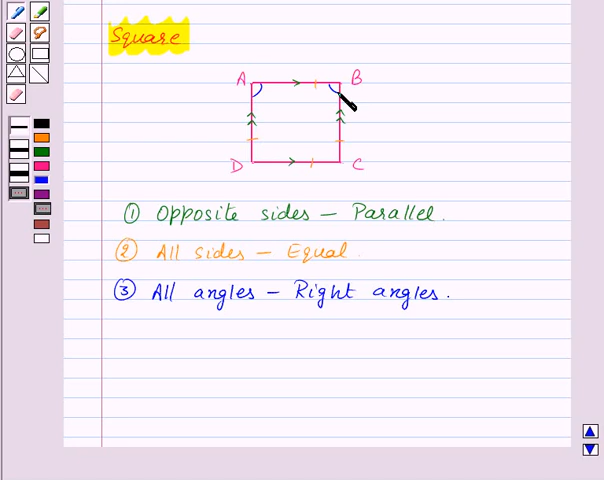 Square
A B
D C
① Opposite sides – Parallel.
② All sides – Equal.
③ All angles – Right angles.